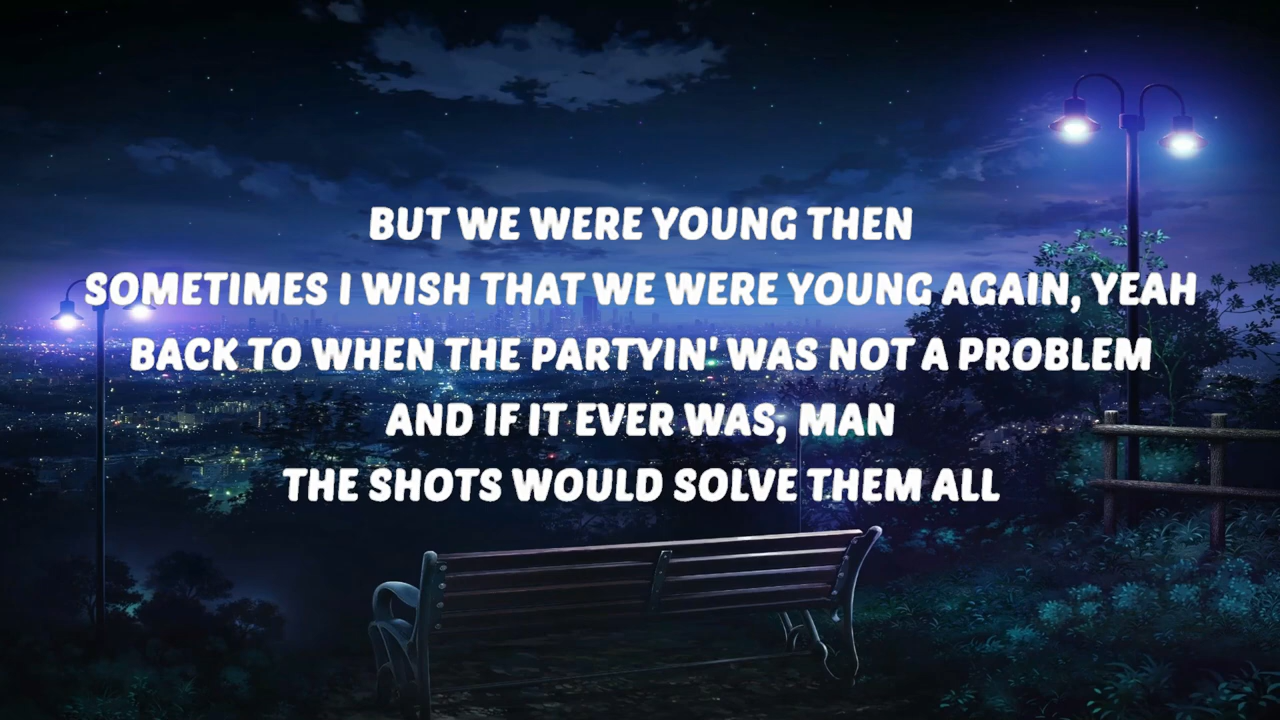 BUT WE WERE YOUNG THEN
SOMETIMES I WISH THAT WE WERE YOUNG AGAIN, YEAH
BACK TO WHEN THE PARTYIN' WAS NOT A PROBLEM
AND IF IT EVER WAS, MAN
THE SHOTS WOULD SOLVE THEM ALL